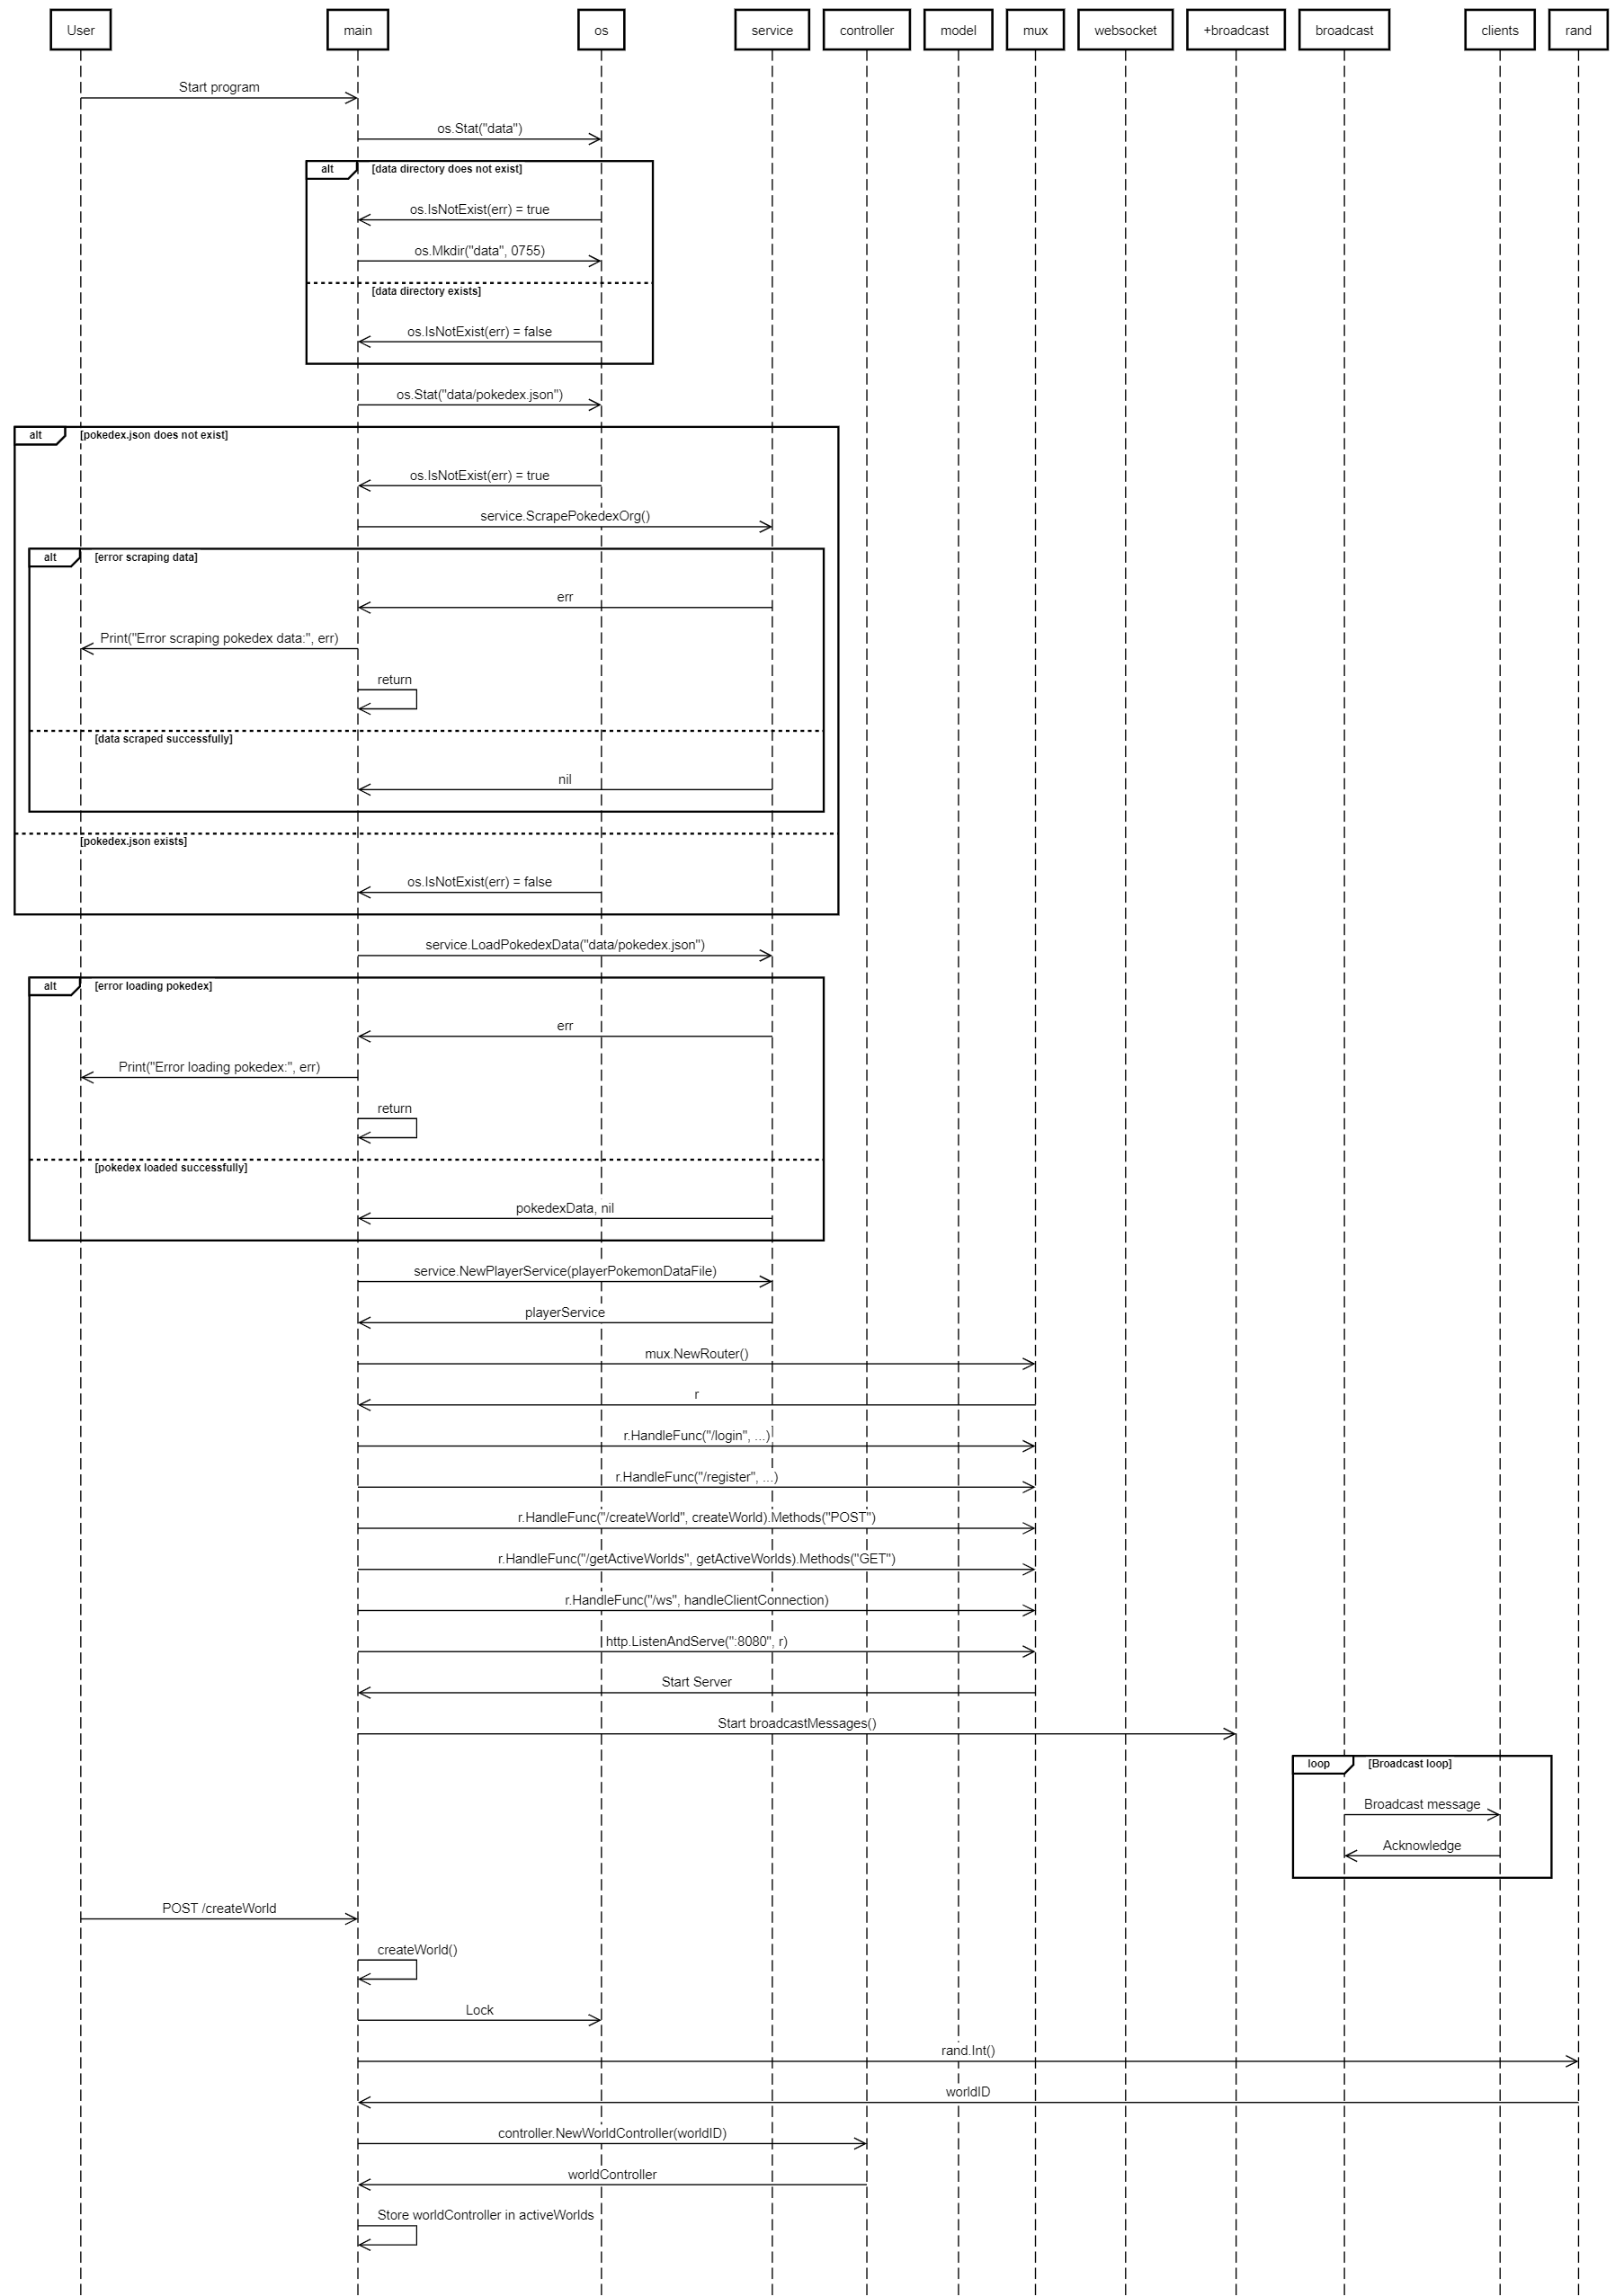 User main os service controller model mux websocket +broadcast broadcast clients rand
Start program
os.Stat("data")
alt [data directory does not exist]
os.IsNotExist(err) = true
os.Mkdir("data", 0755)
[data directory exists]
os.IsNotExist(err) = false
os.Stat("data/pokedex.json")
alt [pokedex.json does not exist]
os.IsNotExist(err) = true
service.ScrapePokedexOrg()
alt [error scraping data]
err
Print("Error scraping pokedex data:", err)
return
[data scraped successfully]
nil
[pokedex.json exists]
os.IsNotExist(err) = false
service.LoadPokedexData("data/pokedex.json")
alt [error loading pokedex]
err
Print("Error loading pokedex:", err)
return
[pokedex loaded successfully]
pokedexData, nil
service.NewPlayerService(playerPokemonDataFile)
playerService
mux.NewRouter()
r
r.HandleFunc("/login", ...)
r.HandleFunc("/register", ...)
r.HandleFunc("/createWorld", createWorld).Methods("POST")
r.HandleFunc("/getActiveWorlds", getActiveWorlds).Methods("GET")
r.HandleFunc("/ws", handleClientConnection)
http.ListenAndServe(":8080", r)
Start Server
Start broadcastMessages()
loop [Broadcast loop]
Broadcast message
Acknowledge
POST /createWorld
createWorld()
Lock
rand.Int()
worldID
controller.NewWorldController(worldID)
worldController
Store worldController in activeWorlds